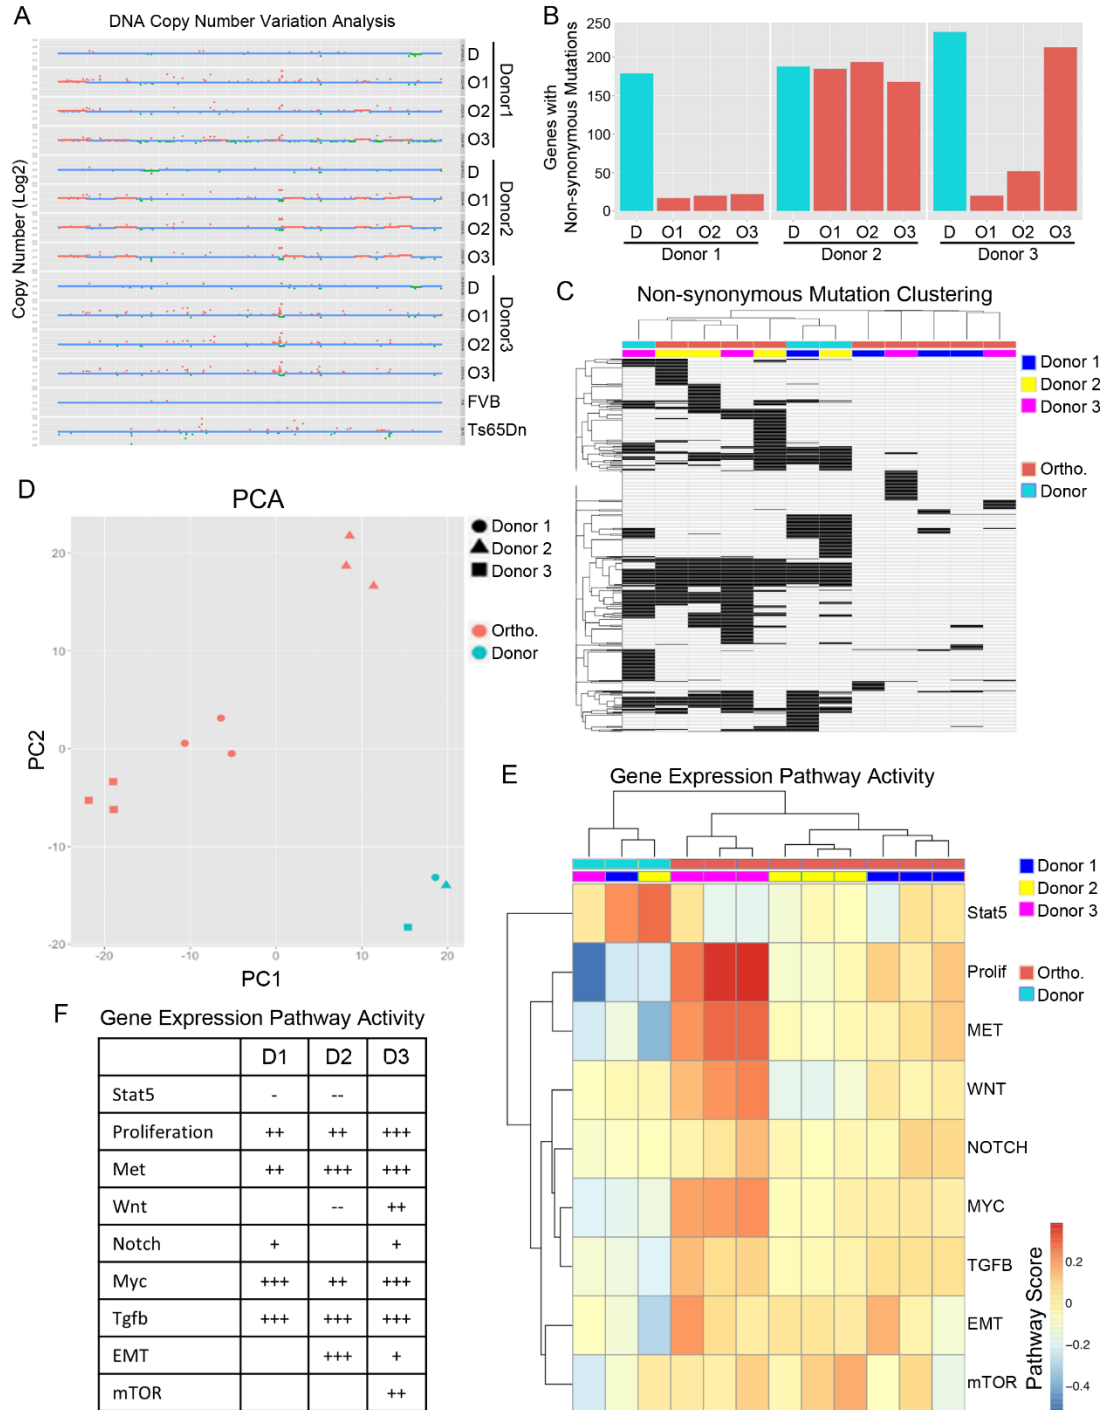 A
DNA Copy Number Variation Analysis
Copy Number (Log2)
D
O1
O2
O3
Donor1
D
O1
O2
O3
Donor2
D
O1
O2
O3
Donor3
FVB
Ts65Dn
B
Genes with
Non-synonymous Mutations
250
200
150
100
50
0
D O1 O2 O3 D O1 O2 O3 D O1 O2 O3
Donor 1 Donor 2 Donor 3
C
Non-synonymous Mutation Clustering
Donor 1
Donor 2
Donor 3
Ortho.
Donor
D
PCA
PC2
20
10
0
-10
-20
-20 -10 0 10 20
PC1
Donor 1
Donor 2
Donor 3
Ortho.
Donor
E
Gene Expression Pathway Activity
Donor 1
Donor 2
Donor 3
Ortho.
Donor
Stat5
Prolif
MET
WNT
NOTCH
MYC
TGFB
EMT
mTOR
Pathway Score
0.2
0
-0.2
-0.4
F
Gene Expression Pathway Activity
D1 D2 D3
Stat5 - --
Proliferation ++ ++ +++
Met ++ +++ +++
Wnt -- ++
Notch + +
Myc +++ ++ +++
Tgfb +++ +++ +++
EMT +++ +
mTOR ++